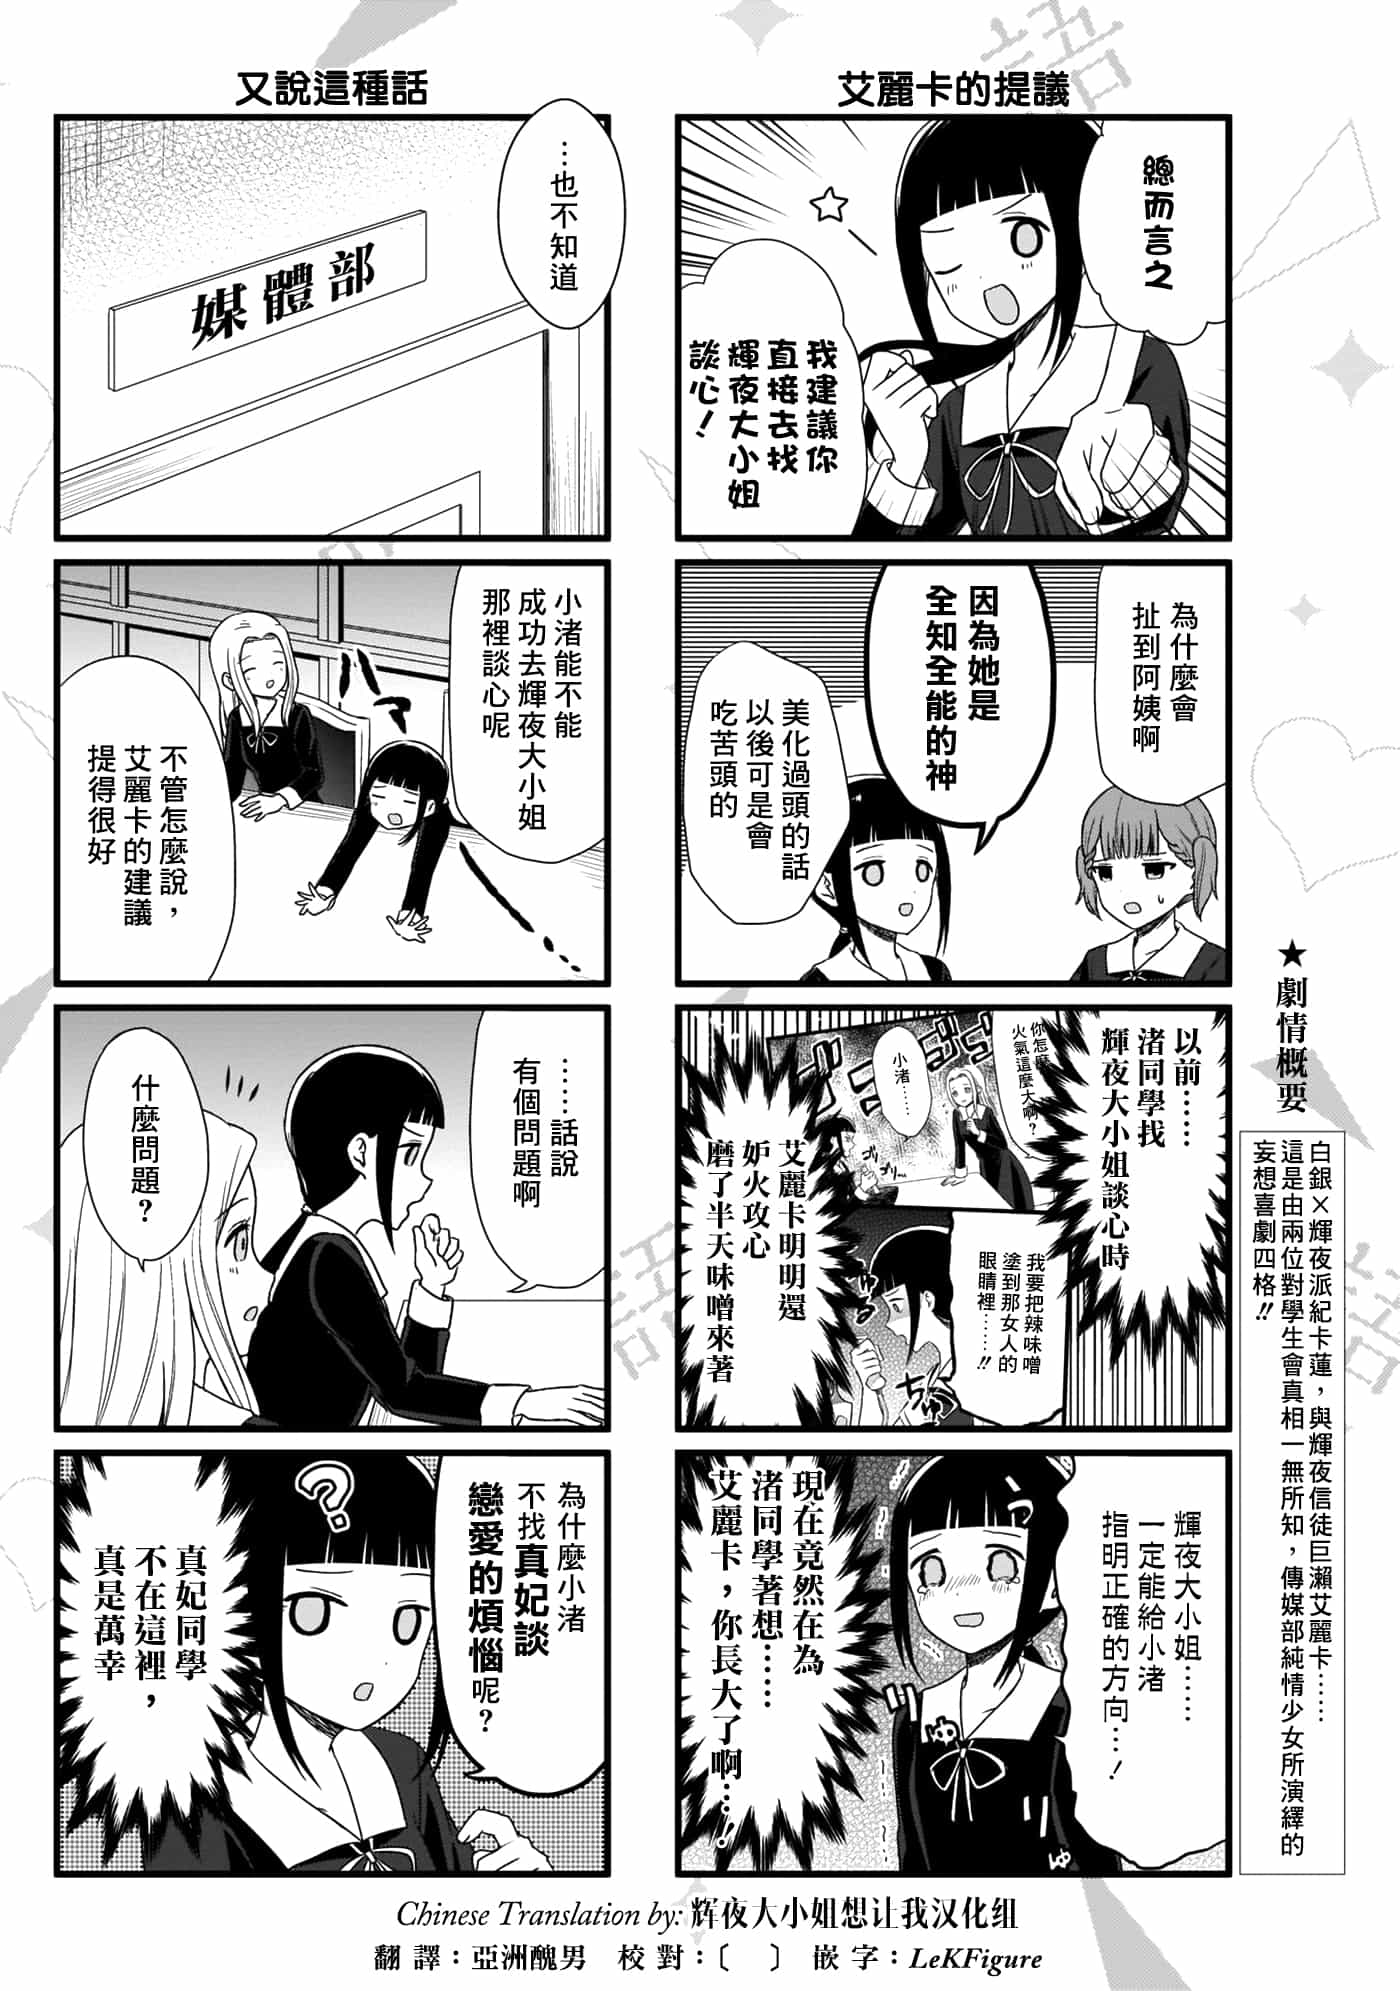 艾麗卡的提議
總而言之
我建議你
直接去找
輝夜大小姐
談心！
為什麼會
扯到阿姨啊
因為她是
全知全能的神
美化過頭的話
以後可是會
吃苦頭的
以前……
渚同學找
輝夜大小姐談心時
你怎麼
火氣這麼大啊？
小渚……
我要把辣味噌
塗到那女人的
眼睛裡……!!
艾麗卡明明還
妒火攻心
磨了半天味噌來著
輝夜大小姐……
一定能給小渚
指明正確的方向…！
現在竟然在為
渚同學著想……
艾麗卡，你長大了啊…！
又說這種話
…也不知道
媒體部
小渚能不能
成功去輝夜大小姐
那裡談心呢
不管怎麼說，
艾麗卡的建議
提得很好
……話說
有個問題啊
什麼問題？
為什麼小渚
不找真妃談
戀愛的煩惱呢？
真妃同學
不在這裡，
真是萬幸
★劇情概要
白銀×輝夜派紀卡蓮，與輝夜信徒巨瀨艾麗卡……
這是由兩位對學生會真相一無所知，傳媒部純情少女所演繹的
妄想喜劇四格!!
Chinese Translation by: 辉夜大小姐想让我汉化组
翻譯：亞洲醜男 校對：〔 〕 嵌字：LeKFigure